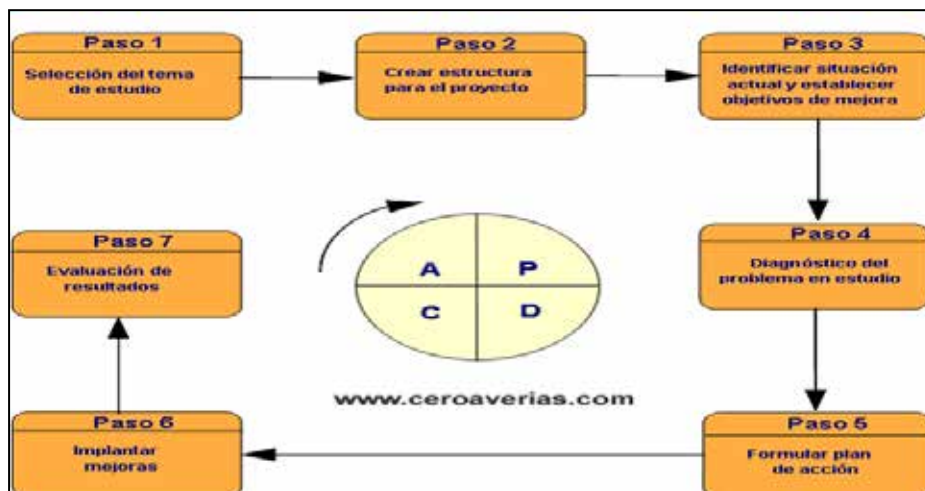 Paso 1
Selección del tema
de estudio
Paso 2
Crear estructura
para el proyecto
Paso 3
Identificar situación
actual y establecer
objetivos de mejora
Paso 4
Diagnóstico del
problema en estudio
Paso 5
Formular plan
de acción
Paso 6
Implantar
mejoras
Paso 7
Evaluación de
resultados
A P
C D
www.ceroaverias.com